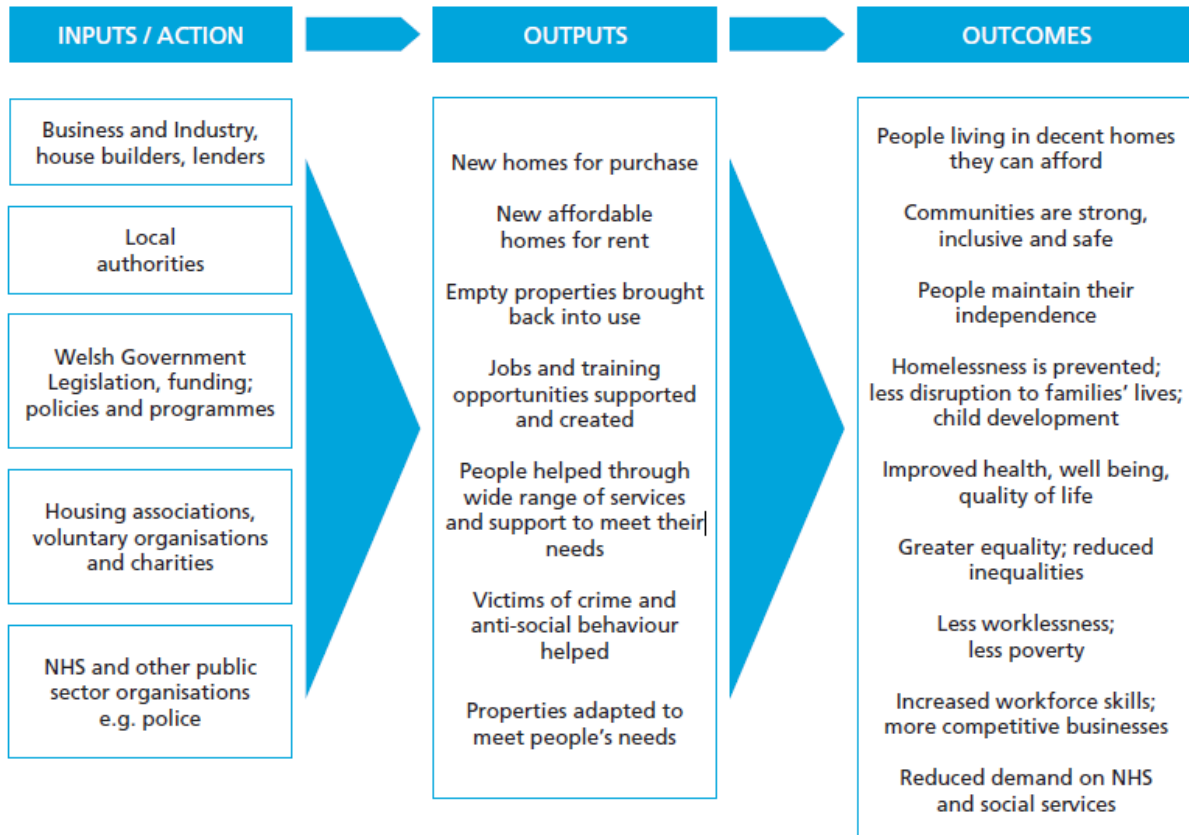 INPUTS / ACTION
OUTPUTS
OUTCOMES
Business and Industry,
house builders, lenders
Local
authorities
Welsh Government
Legislation, funding;
policies and programmes
Housing associations,
voluntary organisations
and charities
NHS and other public
sector organisations
e.g. police
New homes for purchase
New affordable
homes for rent
Empty properties brought
back into use
Jobs and training
opportunities supported
and created
People helped through
wide range of services
and support to meet their
needs
Victims of crime and
anti-social behaviour
helped
Properties adapted to
meet people’s needs
People living in decent homes
they can afford
Communities are strong,
inclusive and safe
People maintain their
independence
Homelessness is prevented;
less disruption to families’ lives;
child development
Improved health, well being,
quality of life
Greater equality; reduced
inequalities
Less worklessness;
less poverty
Increased workforce skills;
more competitive businesses
Reduced demand on NHS
and social services